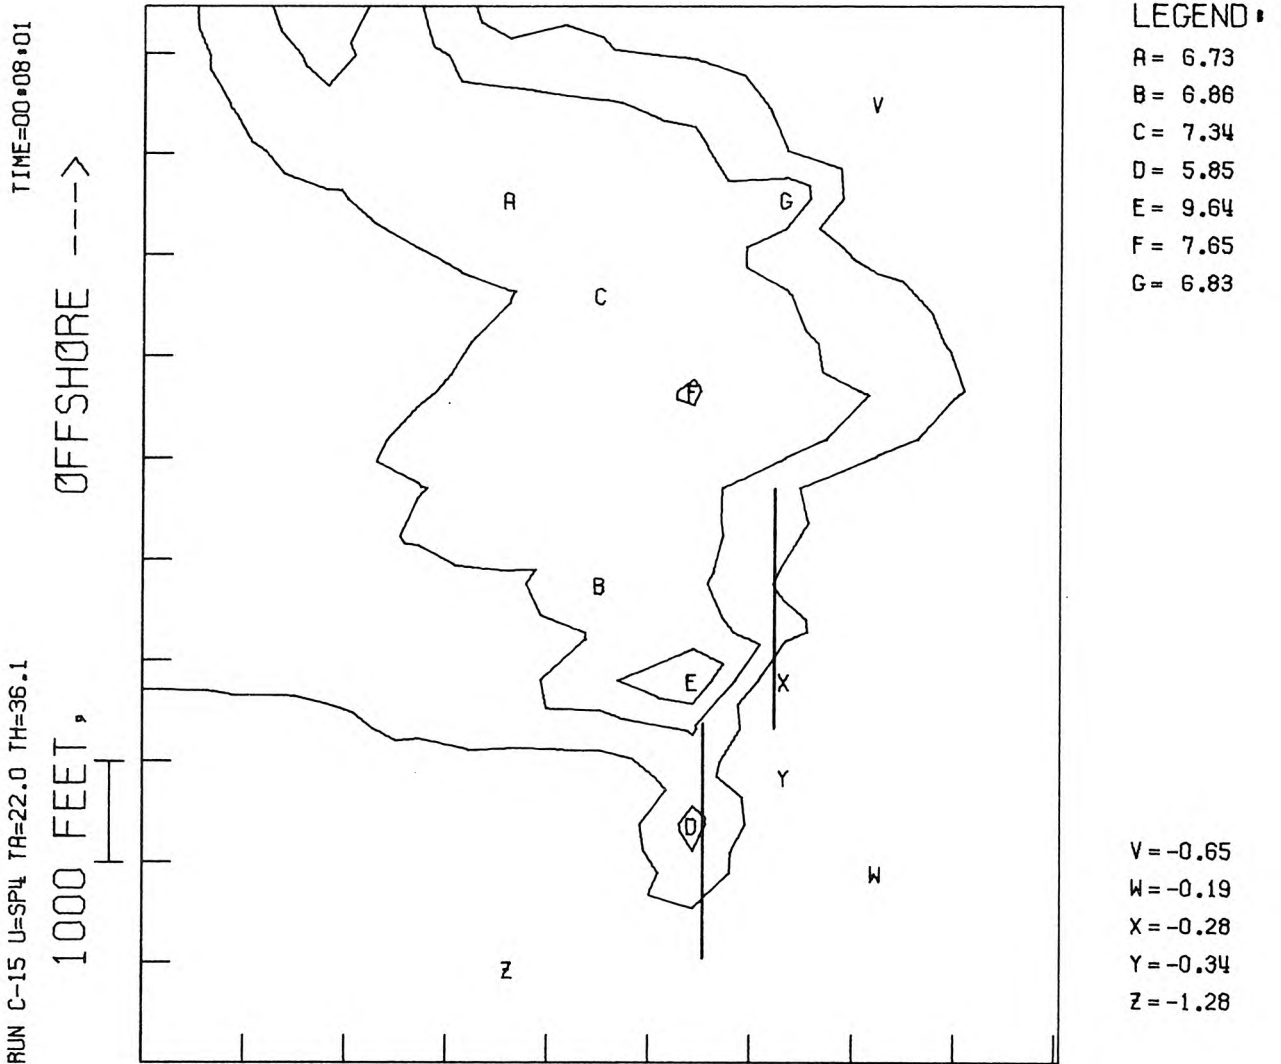 RUN C-15 U=SP4 TA=22.0 TH=36.1
TIME=00:08:01
1000 FEET,
OFFSHORE --->
V
A
G
C
F
B
E
X
Y
D
W
Z
LEGEND:
A= 6.73
B= 6.86
C= 7.34
D= 5.85
E= 9.64
F= 7.65
G= 6.83
V=-0.65
W=-0.19
X=-0.28
Y=-0.34
Z=-1.28